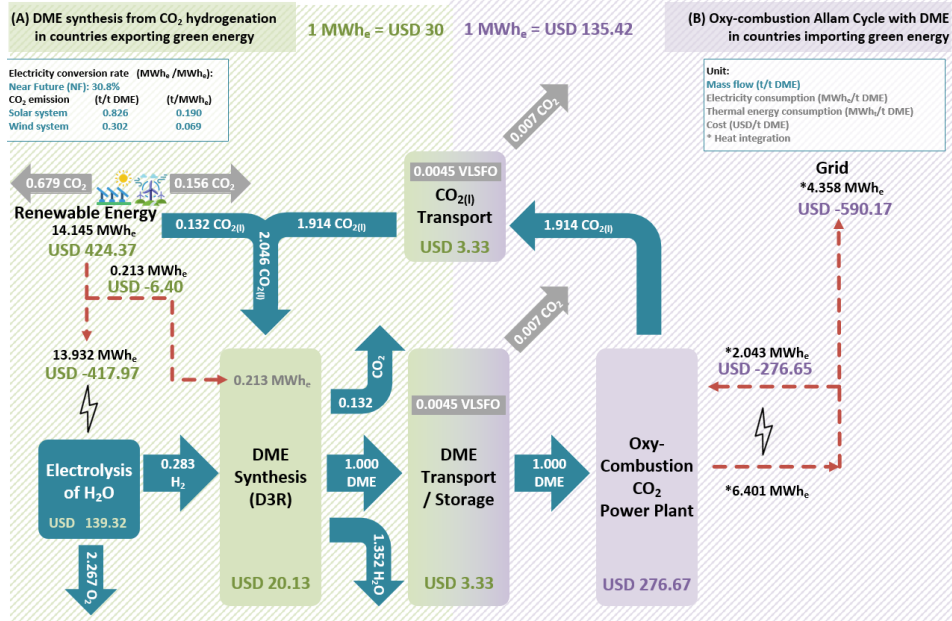 (A) DME synthesis from CO₂ hydrogenation
in countries exporting green energy
1 MWhₑ = USD 30
1 MWhₑ = USD 135.42
(B) Oxy-combustion Allam Cycle with DME
in countries importing green energy
Electricity conversion rate (MWhₑ /MWhₑ):
Near Future (NF): 30.8%
CO₂ emission (t/t DME) (t/MWhₑ)
Solar system 0.826 0.190
Wind system 0.302 0.069
Unit:
Mass flow (t/t DME)
Electricity consumption (MWhₑ/t DME)
Thermal energy consumption (MWhₜ/t DME)
Cost (USD/t DME)
* Heat integration
0.679 CO₂
0.156 CO₂
Renewable Energy
14.145 MWhₑ
USD 424.37
0.213 MWhₑ
USD -6.40
13.932 MWhₑ
USD -417.97
0.132 CO₂₍ₗ₎
1.914 CO₂₍ₗ₎
2.046 CO₂₍ₗ₎
0.0045 VLSFO
CO₂₍ₗ₎
Transport
USD 3.33
0.007 CO₂
1.914 CO₂₍ₗ₎
Grid
*4.358 MWhₑ
USD -590.17
0.007 CO₂
*2.043 MWhₑ
USD -276.65
*6.401 MWhₑ
Electrolysis
of H₂O
USD 139.32
2.267 O₂
0.283
H₂
0.213 MWhₑ
DME
Synthesis
(D3R)
USD 20.13
0.132
CO₂
1.000
DME
1.352 H₂O
0.0045 VLSFO
DME
Transport
/ Storage
USD 3.33
1.000
DME
Oxy-
Combustion
CO₂
Power Plant
USD 276.67